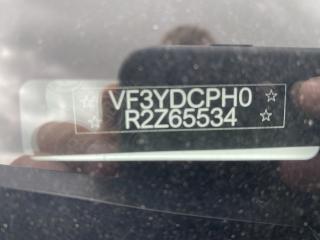 ☆ VF3YDCPH0 ☆
☆ R2Z65534 ☆